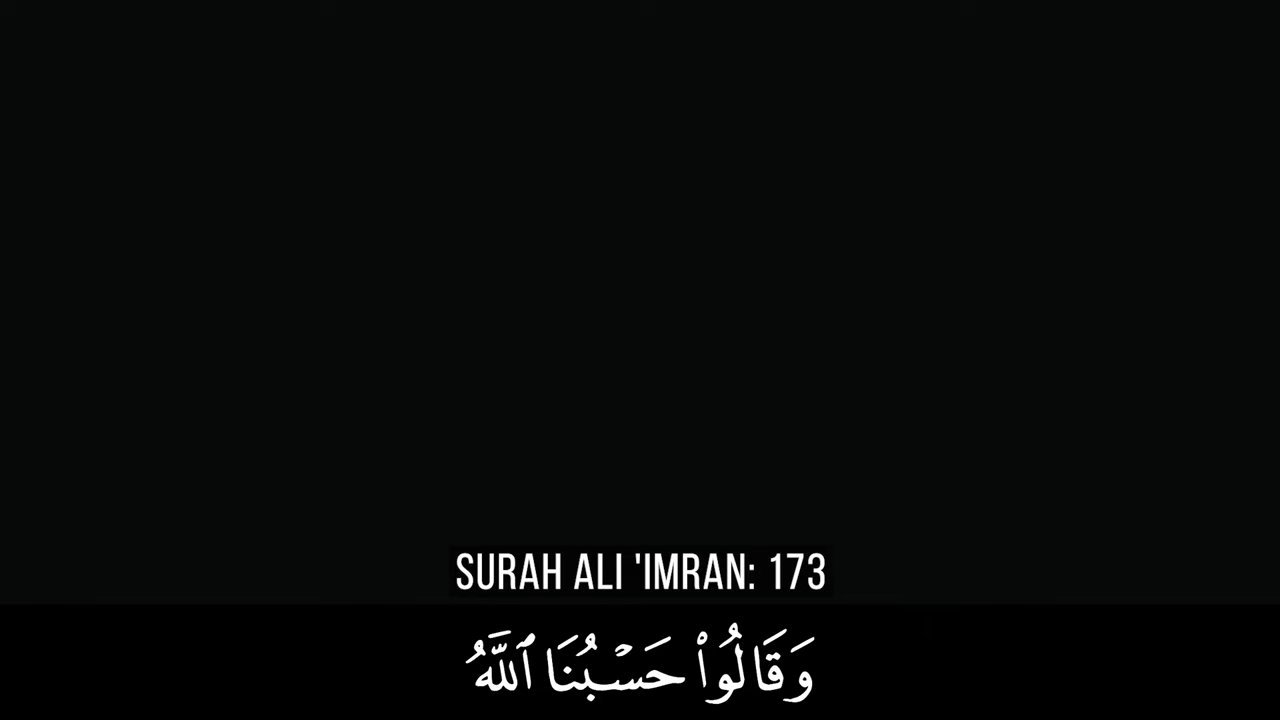 SURAH ALI 'IMRAN: 173
وَقَالُوا۟ حَسْبُنَا ٱللَّهُ